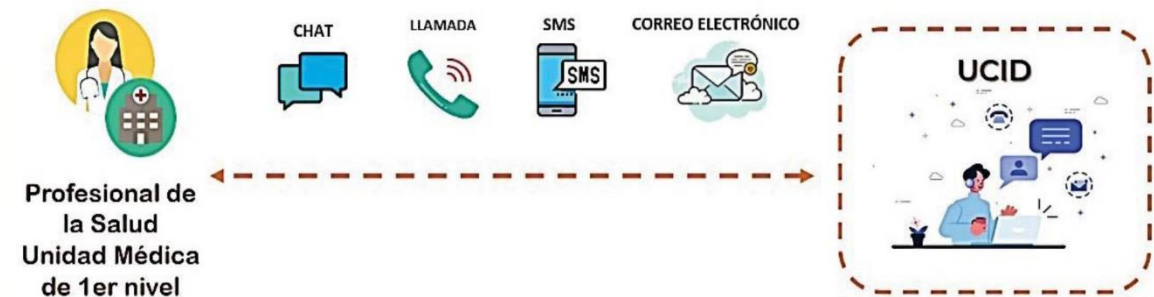 CHAT
LLAMADA
SMS
CORREO ELECTRÓNICO
SMS
UCID
Profesional de
la Salud
Unidad Médica
de 1er nivel